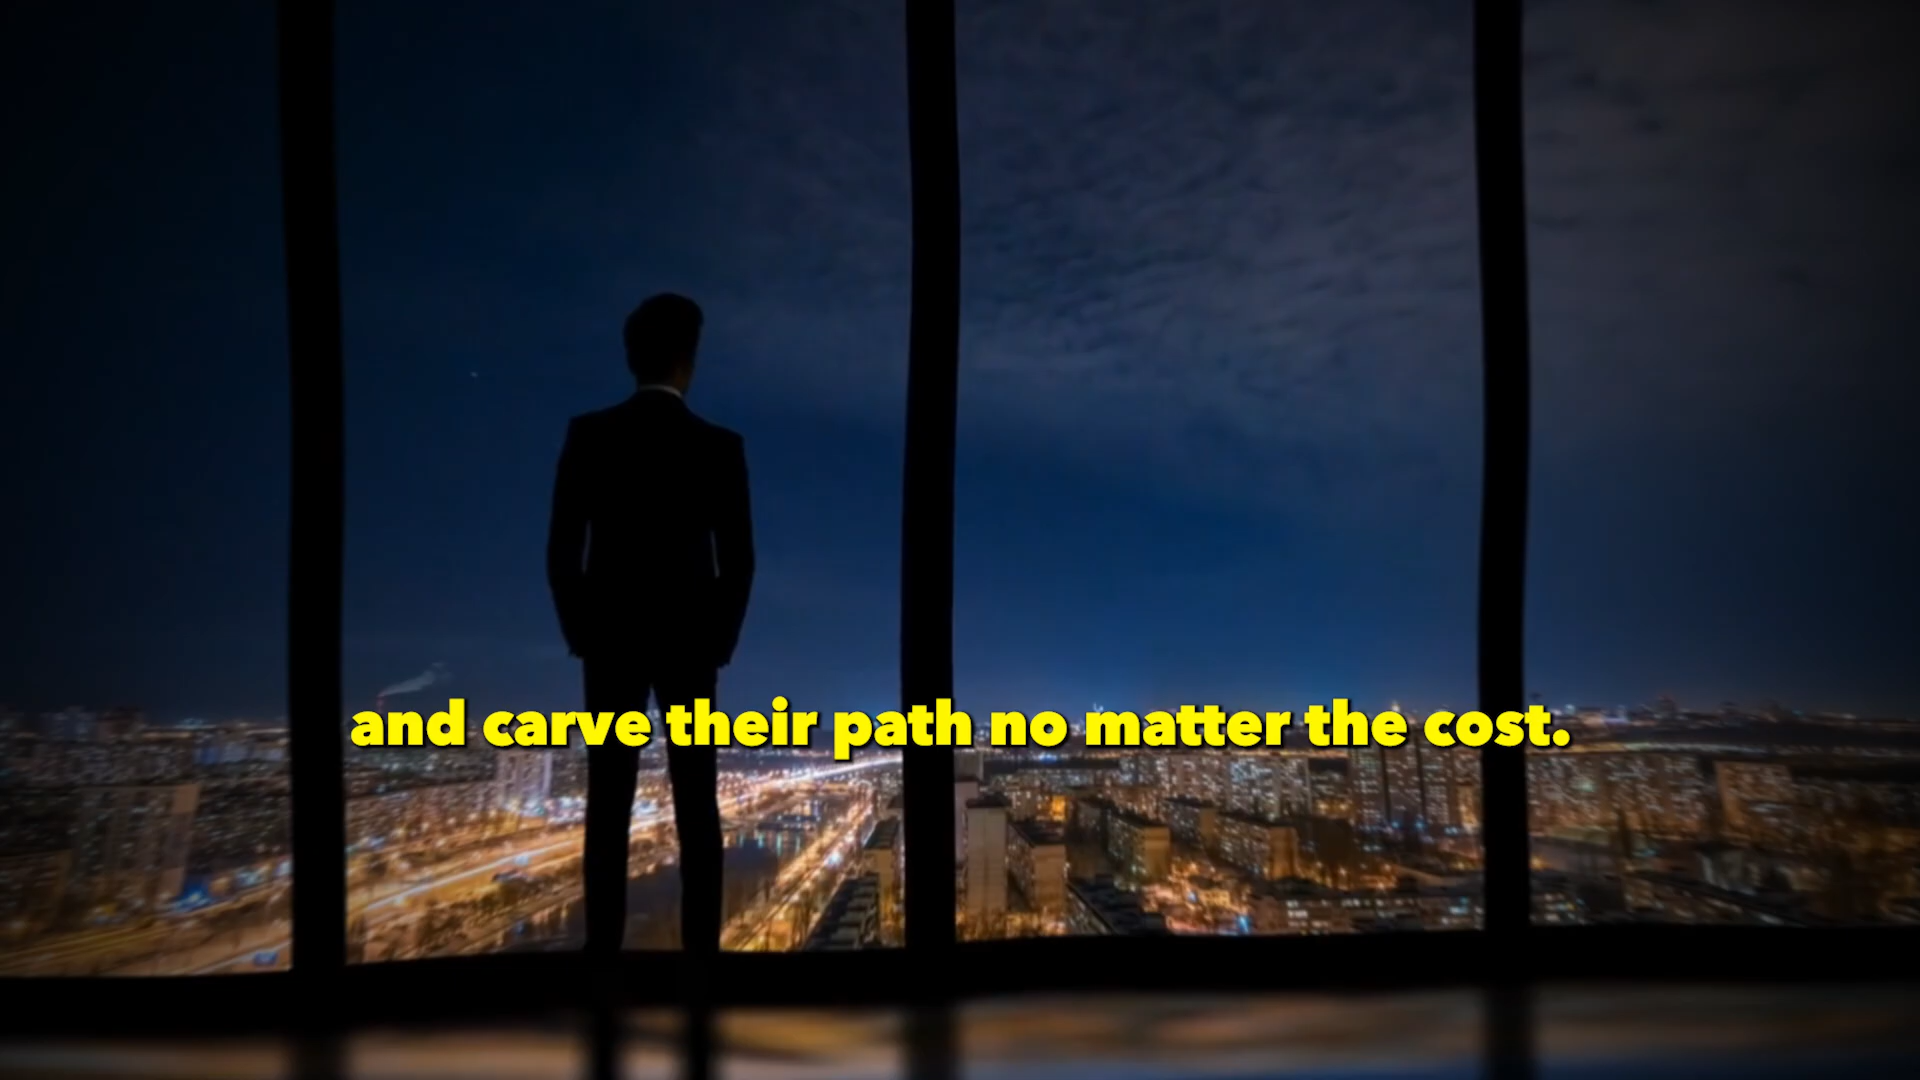 and carve their path no matter the cost.